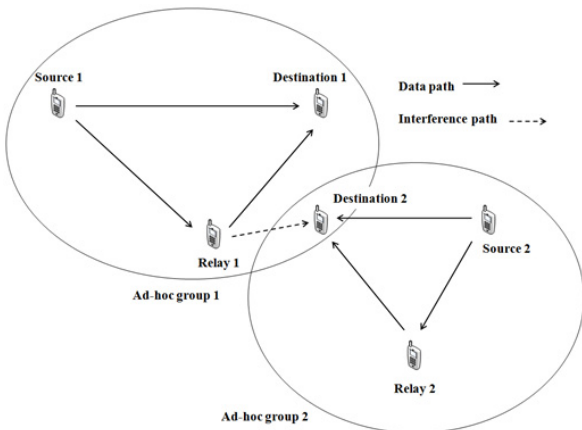 Source 1
Destination 1
Data path
Interference path
Destination 2
Source 2
Relay 1
Ad-hoc group 1
Relay 2
Ad-hoc group 2